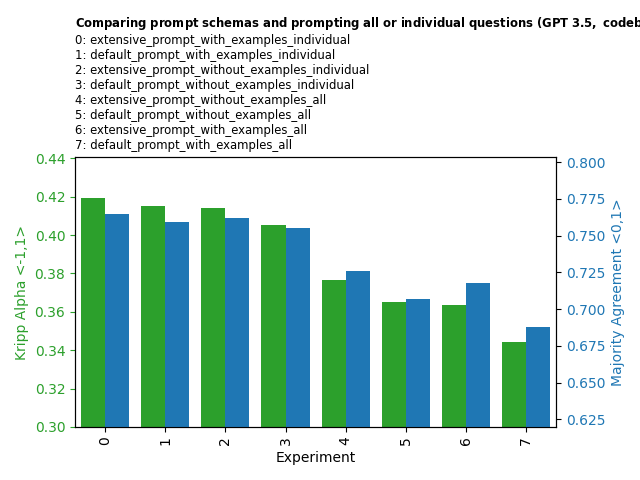 Comparing prompt schemas and prompting all or individual questions (GPT 3.5, codeb
0: extensive_prompt_with_examples_individual
1: default_prompt_with_examples_individual
2: extensive_prompt_without_examples_individual
3: default_prompt_without_examples_individual
4: extensive_prompt_without_examples_all
5: default_prompt_without_examples_all
6: extensive_prompt_with_examples_all
7: default_prompt_with_examples_all
Kripp Alpha <-1,1>
0.44
0.42
0.40
0.38
0.36
0.34
0.32
0.30
0.800
0.775
0.750
0.725
0.700
0.675
0.650
0.625
Majority Agreement <0,1>
0 1 2 3 4 5 6 7
Experiment